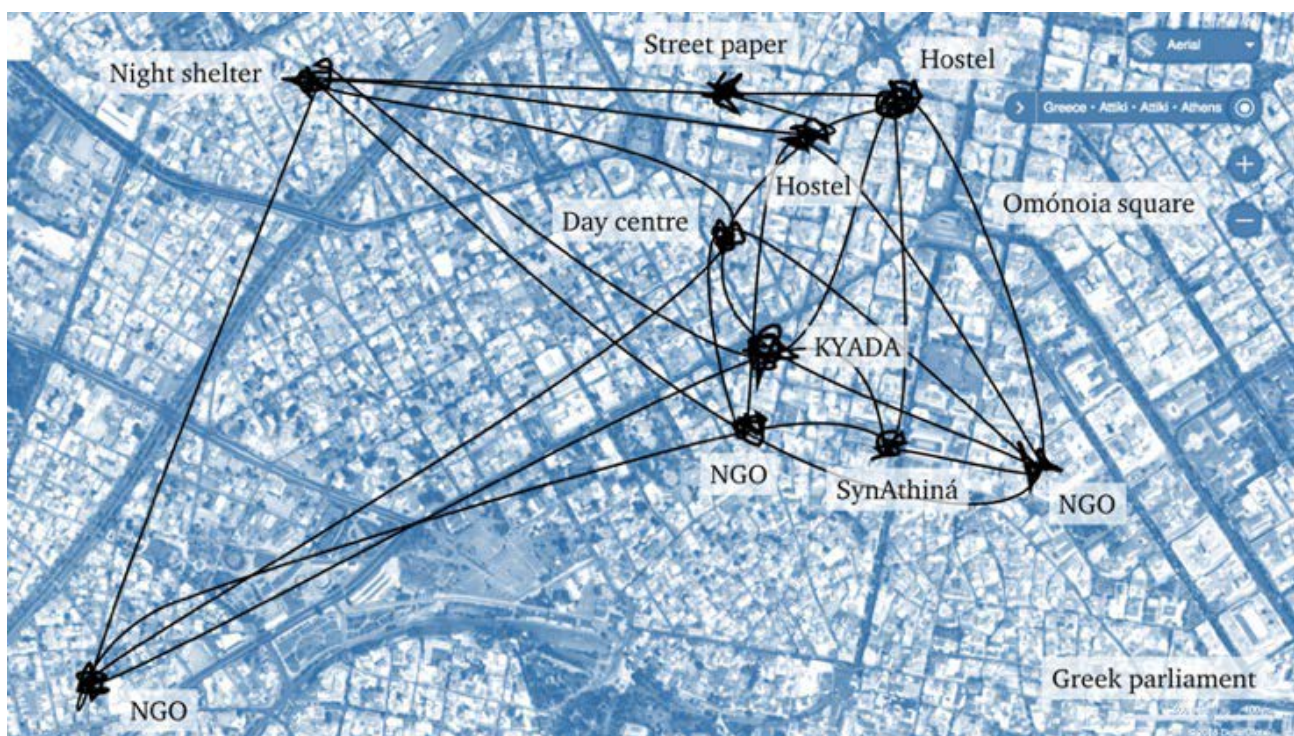 Street paper
Hostel
Aerial
Night shelter
Greece • Attiki • Attiki • Athens
Hostel
Omónoia square
Day centre
KYADA
NGO
SynAthiná
NGO
Greek parliament
NGO